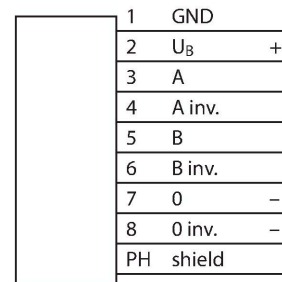 1 GND
2 U_B +
3 A
4 A inv.
5 B
6 B inv.
7 0 –
8 0 inv. –
PH shield